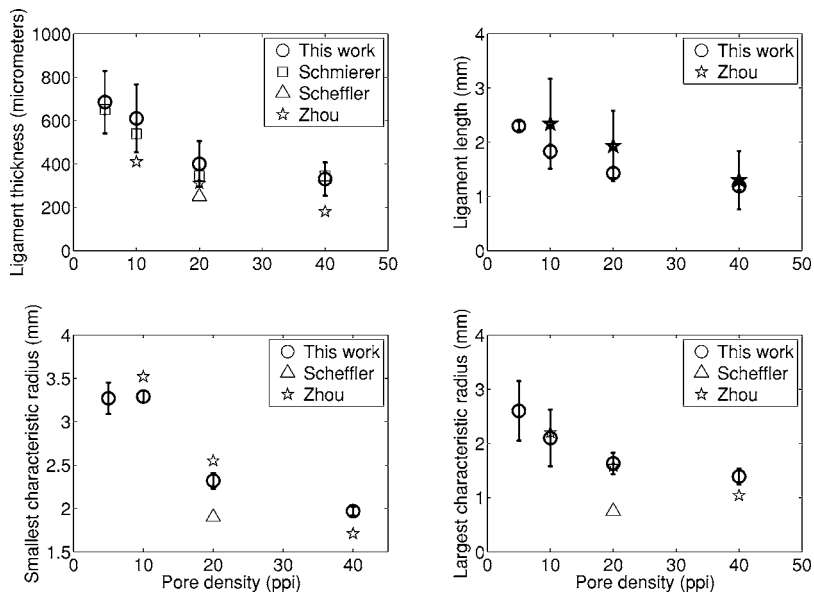 Ligament thickness (micrometers)
1000
800
600
400
200
0
0 10 20 30 40 50
This work
Schmierer
Scheffler
Zhou
Ligament length (mm)
4
3
2
1
0
0 10 20 30 40 50
Zhou
This work
Smallest characteristic radius (mm)
4
3.5
3
2.5
2
1.5
0 10 20 30 40
Pore density (ppi)
This work
Scheffler
Zhou
Largest characteristic radius (mm)
4
3
2
1
0
0 10 20 30 40 50
Pore density (ppi)
This work
Scheffler
Zhou